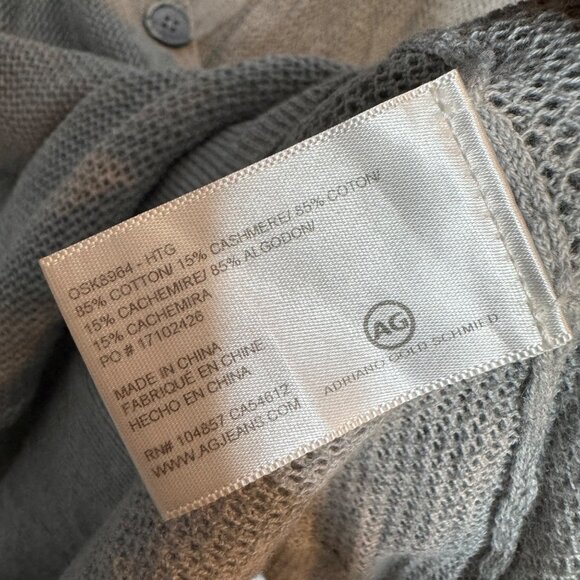 OSK8964 - HTG
85% COTTON/ 15% CASHMERE/ 85% COTON/
15% CACHEMIRE/ 85% ALGODON/
15% CACHEMIRA
PO # 17102426
MADE IN CHINA
FABRIQUE EN CHINE
HECHO EN CHINA
RN# 104857 CA54612
WWW.AGJEANS.COM
AG
ADRIANO GOLDSCHMIED